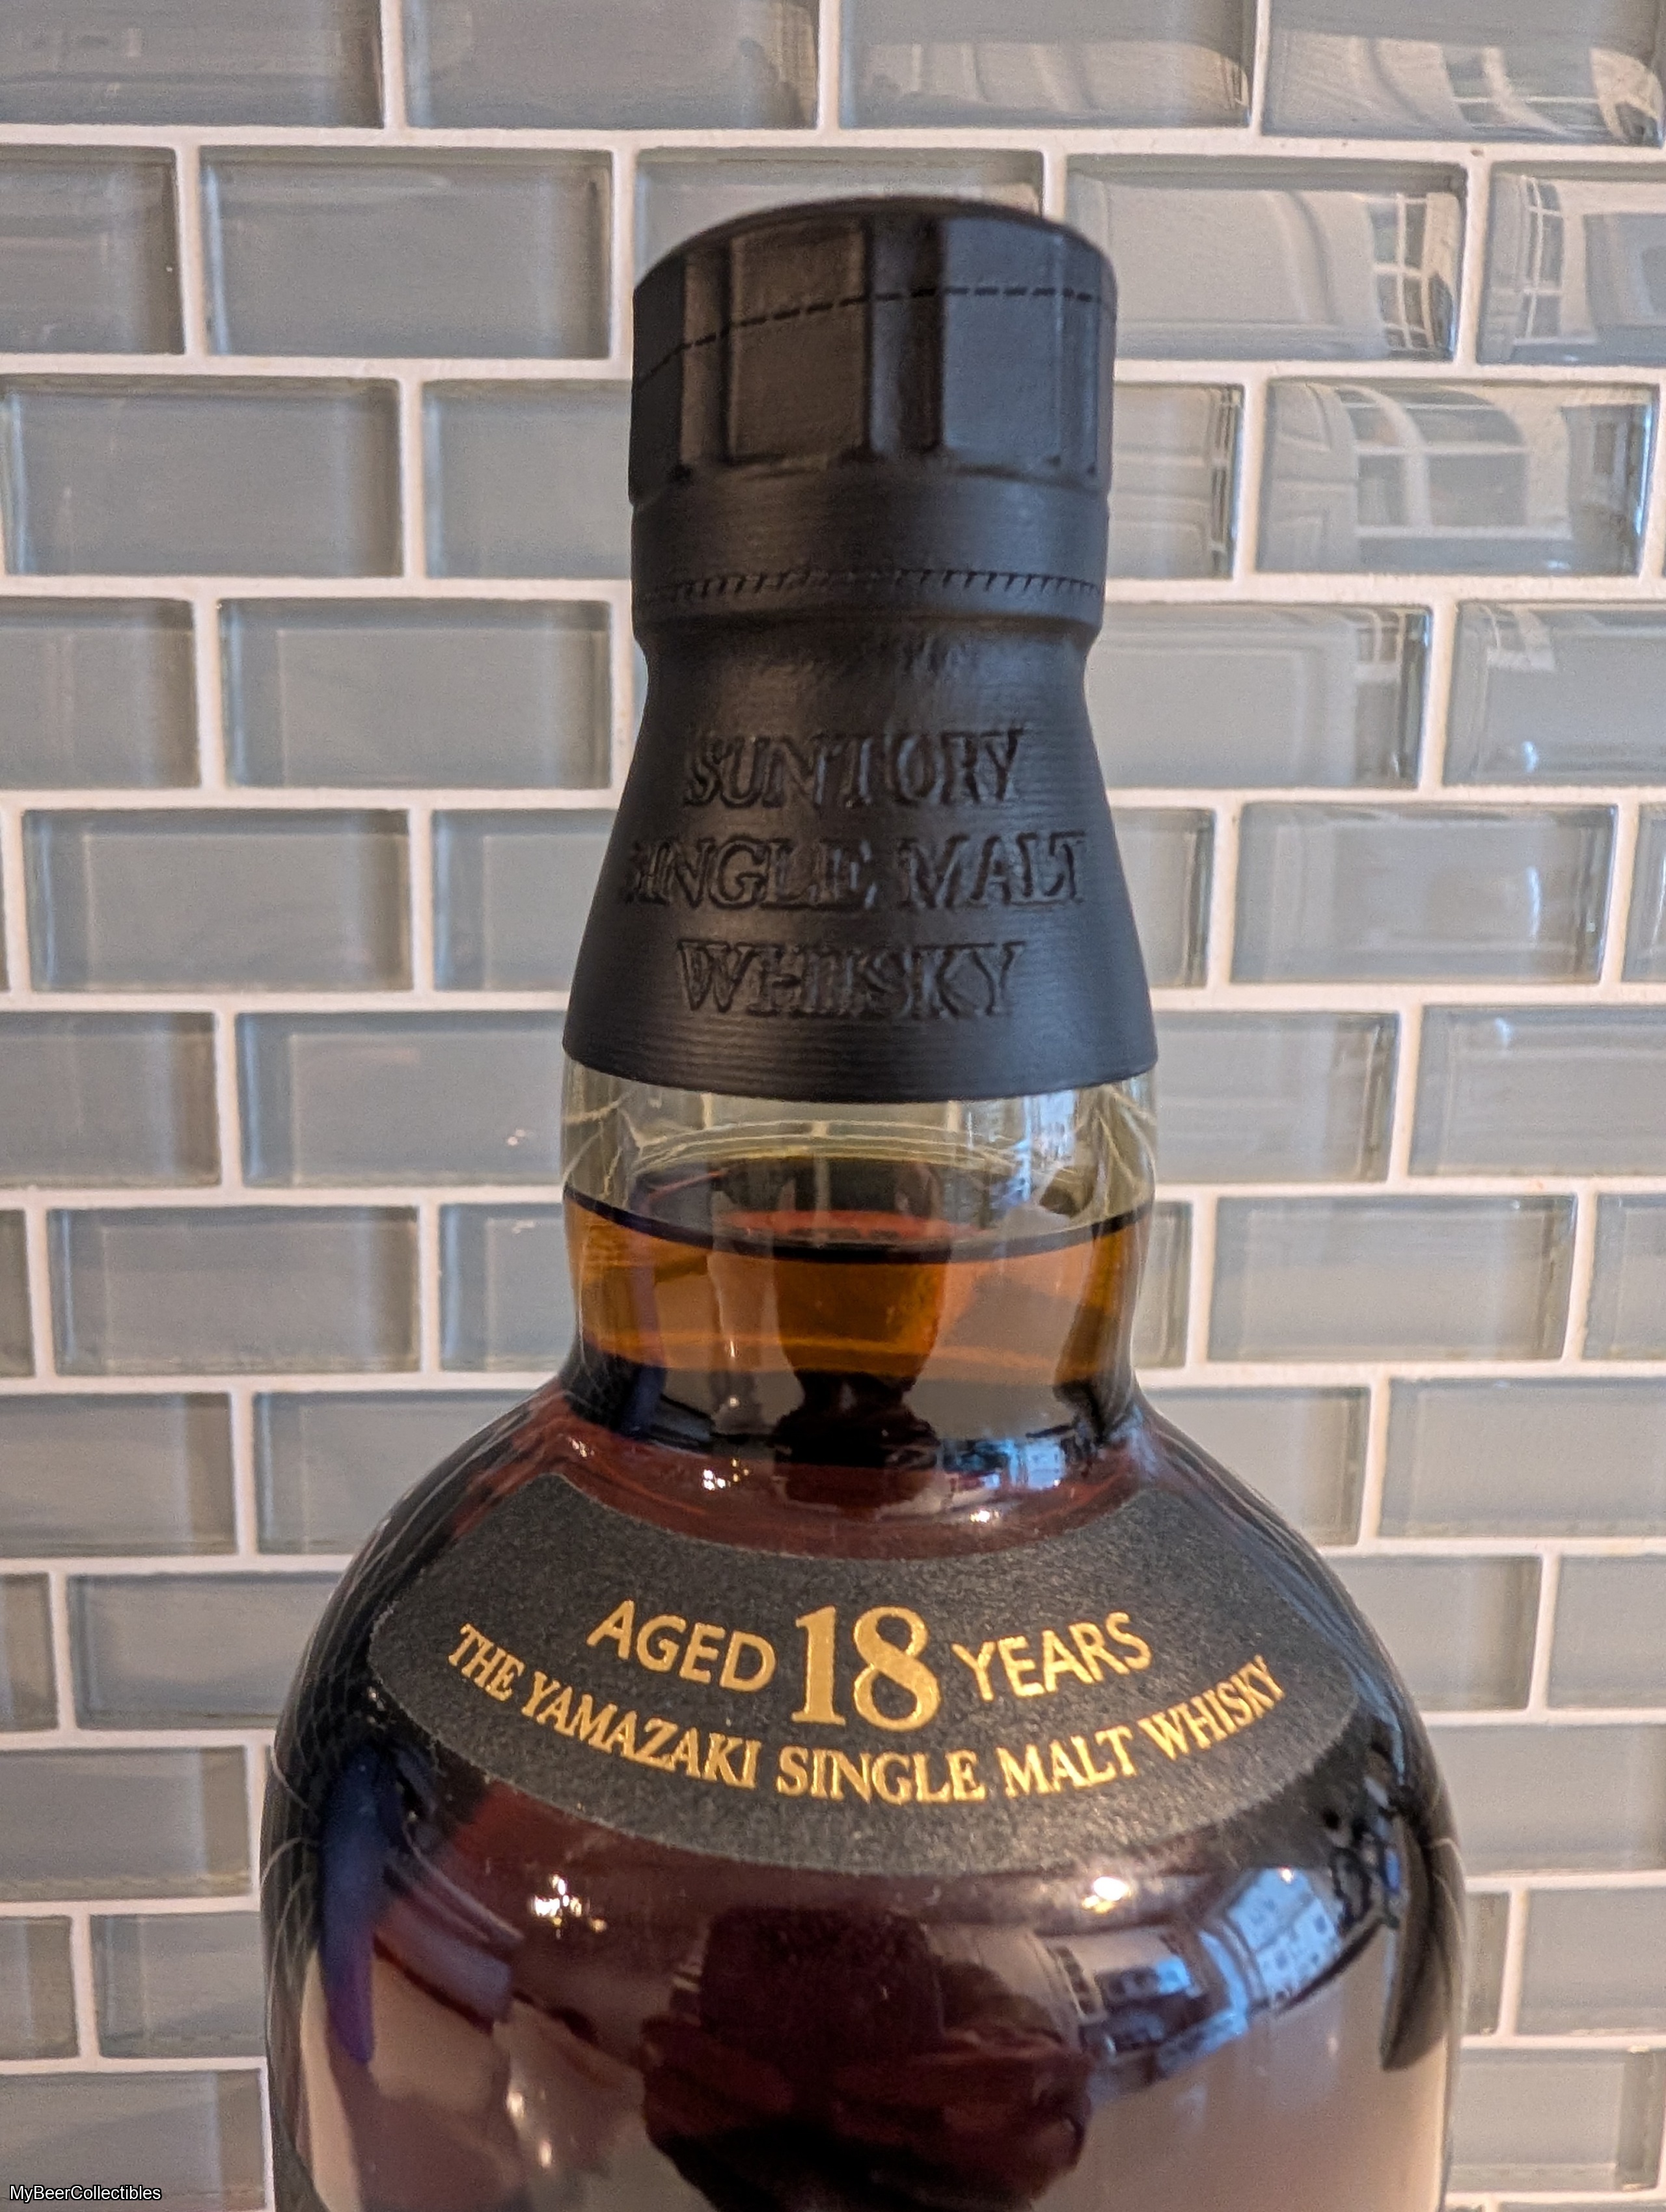 SUNTORY
SINGLE MALT
WHISKY
AGED 18 YEARS
THE YAMAZAKI SINGLE MALT WHISKY
MyBeerCollectibles